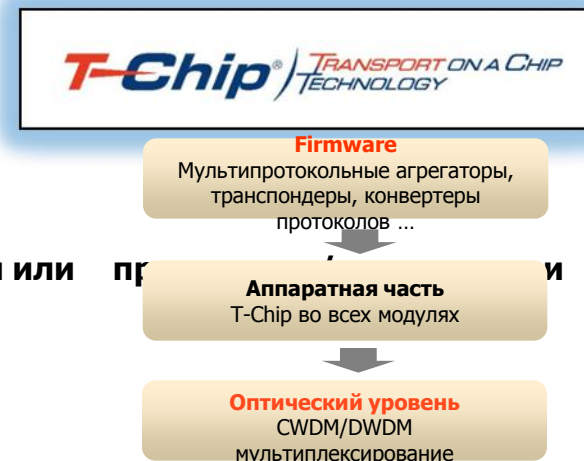 T-Chip® TRANSPORT ON A CHIP
TECHNOLOGY
Firmware
Мультипротокольные агрегаторы,
транспондеры, конвертеры
протоколов ...
или
Аппаратная часть
T-Chip во всех модулях
Оптический уровень
CWDM/DWDM
мультиплексирование